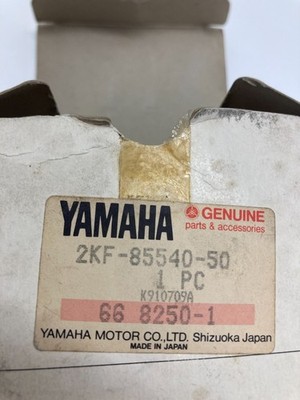 YAMAHA GENUINE
parts & accessories
2KF-85540-50
1 PC
K910709A
66 8250-1
YAMAHA MOTOR CO.,LTD. Shizuoka Japan
MADE IN JAPAN